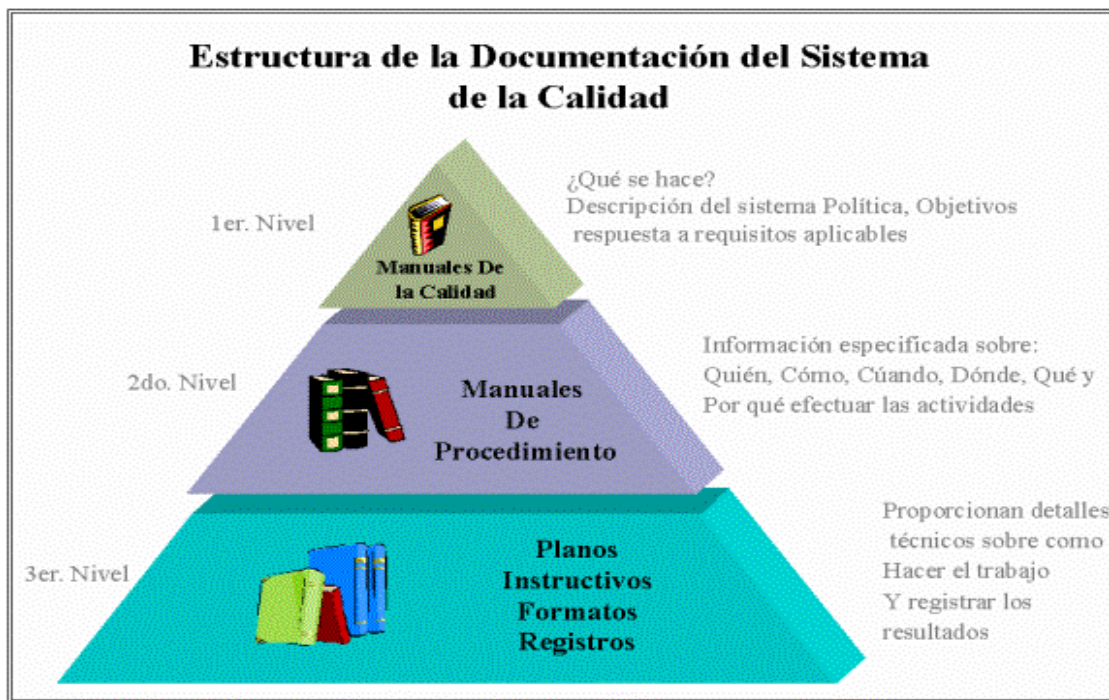 Estructura de la Documentación del Sistema
de la Calidad
1er. Nivel
Manuales De
la Calidad
¿Qué se hace?
Descripción del sistema Política, Objetivos
respuesta a requisitos aplicables
2do. Nivel
Manuales
De
Procedimiento
Información especificada sobre:
Quién, Cómo, Cúando, Dónde, Qué y
Por qué efectuar las actividades
3er. Nivel
Planos
Instructivos
Formatos
Registros
Proporcionan detalles
técnicos sobre como
Hacer el trabajo
Y registrar los
resultados